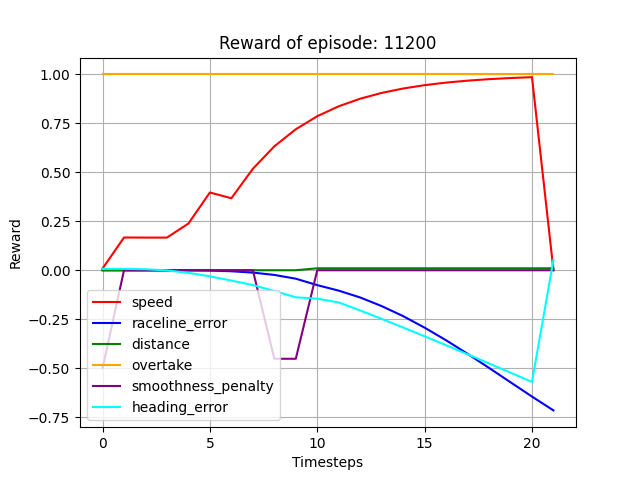 Reward of episode: 11200
1.00
0.75
0.50
0.25
0.00
−0.25
−0.50
−0.75
Reward
speed
raceline_error
distance
overtake
smoothness_penalty
heading_error
0 5 10 15 20
Timesteps